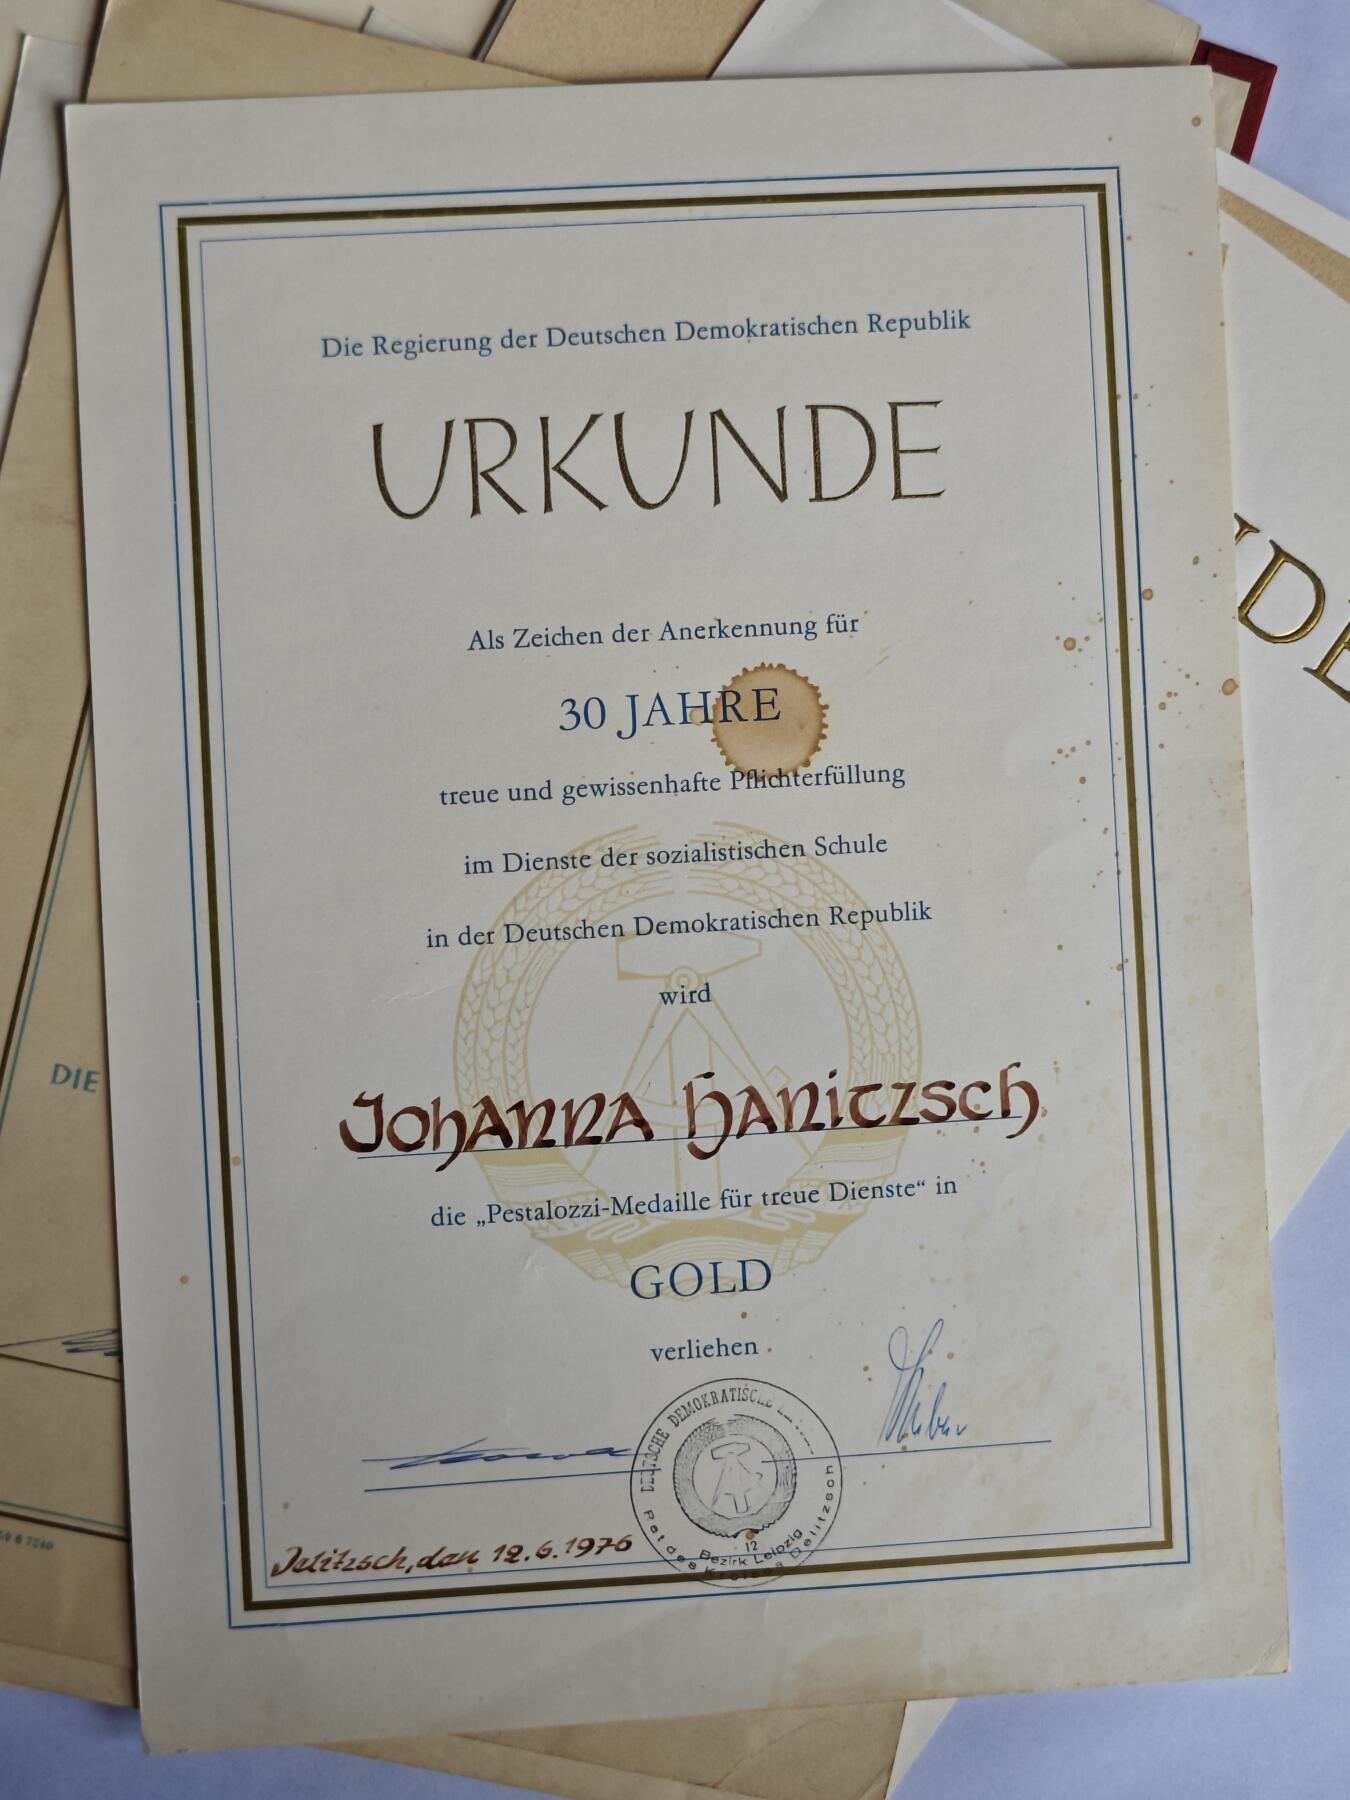 Die Regierung der Deutschen Demokratischen Republik
URKUNDE
Als Zeichen der Anerkennung für
30 JAHRE
treue und gewissenhafte Pflichterfüllung
im Dienste der sozialistischen Schule
in der Deutschen Demokratischen Republik
wird
Johanna Hanitzsch
die „Pestalozzi-Medaille für treue Dienste“ in
GOLD
verliehen
DEUTSCHE DEMOKRATISCHE
12
Bezirk Leipzig
Rat des Kreises Delitzsch
Delitzsch, den 12.6.1976
DIE
DE